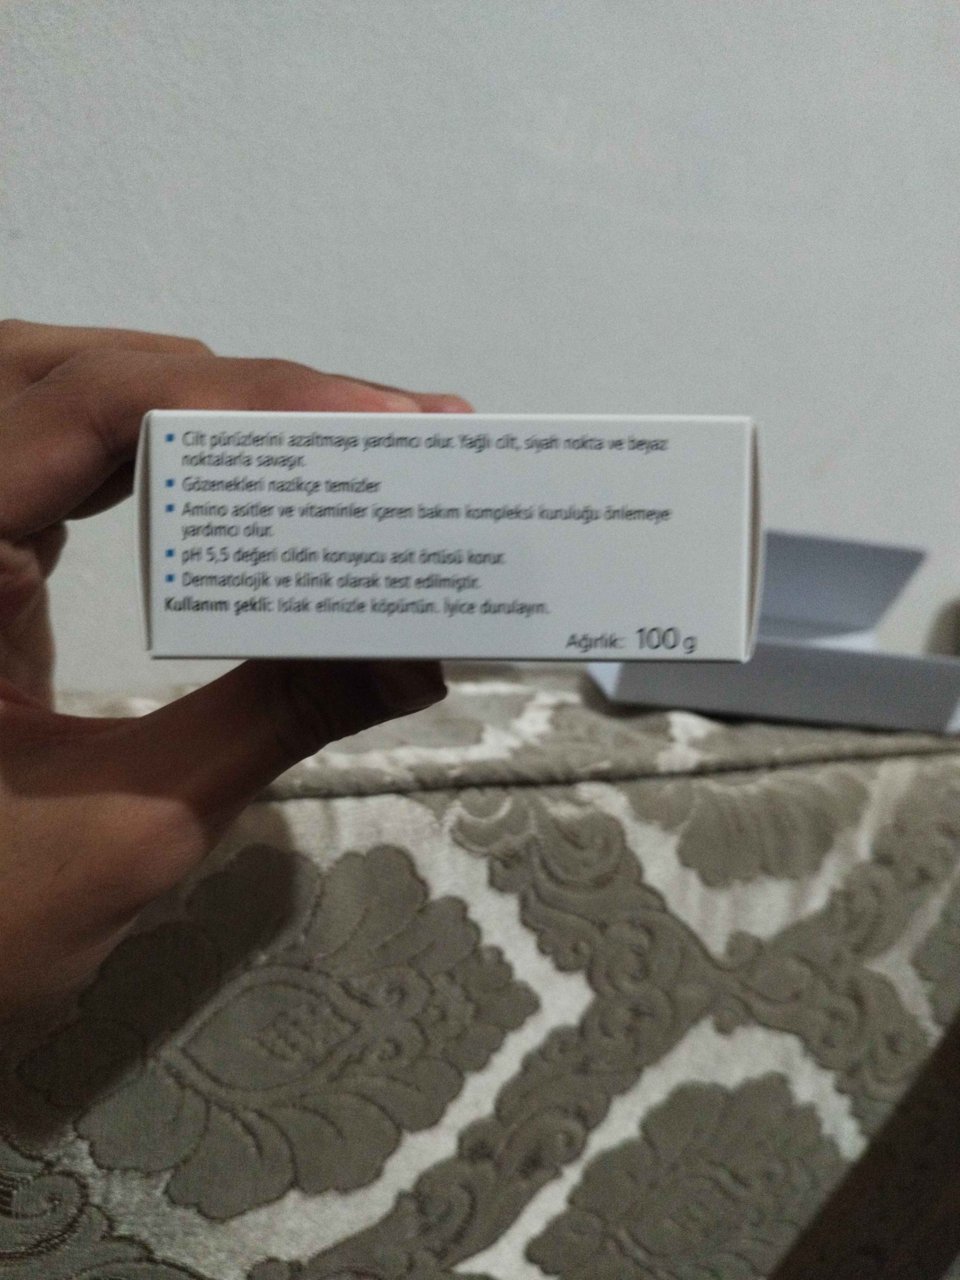 ▪ Cilt pürüzlerini azaltmaya yardımcı olur. Yağlı cilt, siyah nokta ve beyaz
noktalarla savaşır.
▪ Gözenekleri nazikçe temizler
▪ Amino asitler ve vitaminler içeren bakım kompleksi kuruluğu önlemeye
yardımcı olur.
▪ pH 5,5 değeri cildin koruyucu asit örtüsü korur.
▪ Dermatolojik ve klinik olarak test edilmiştir.
Kullanım şekli: Islak elinizle köpürtün. İyice durulayın.
Ağırlık: 100 g